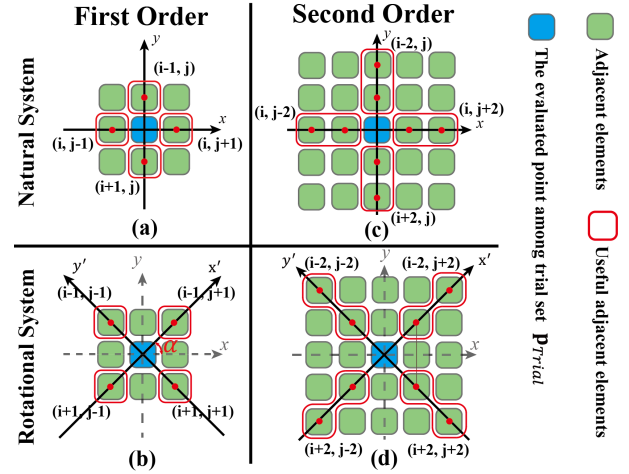 First Order
Second Order
Natural System
y
(i-1, j)
x
(i, j-1)
(i, j+1)
(i+1, j)
(a)
y
(i-2, j)
(i, j-2)
(i, j+2)
x
(i+2, j)
(c)
Rotational System
y'
y
x'
(i-1, j-1)
(i-1, j+1)
α
x
(i+1, j-1)
(i+1, j+1)
(b)
y'
y
x'
(i-2, j-2)
(i-2, j+2)
x
(i+2, j-2)
(i+2, j+2)
(d)
Adjacent elements
Useful adjacent elements
The evaluated point among trial set p_Trial